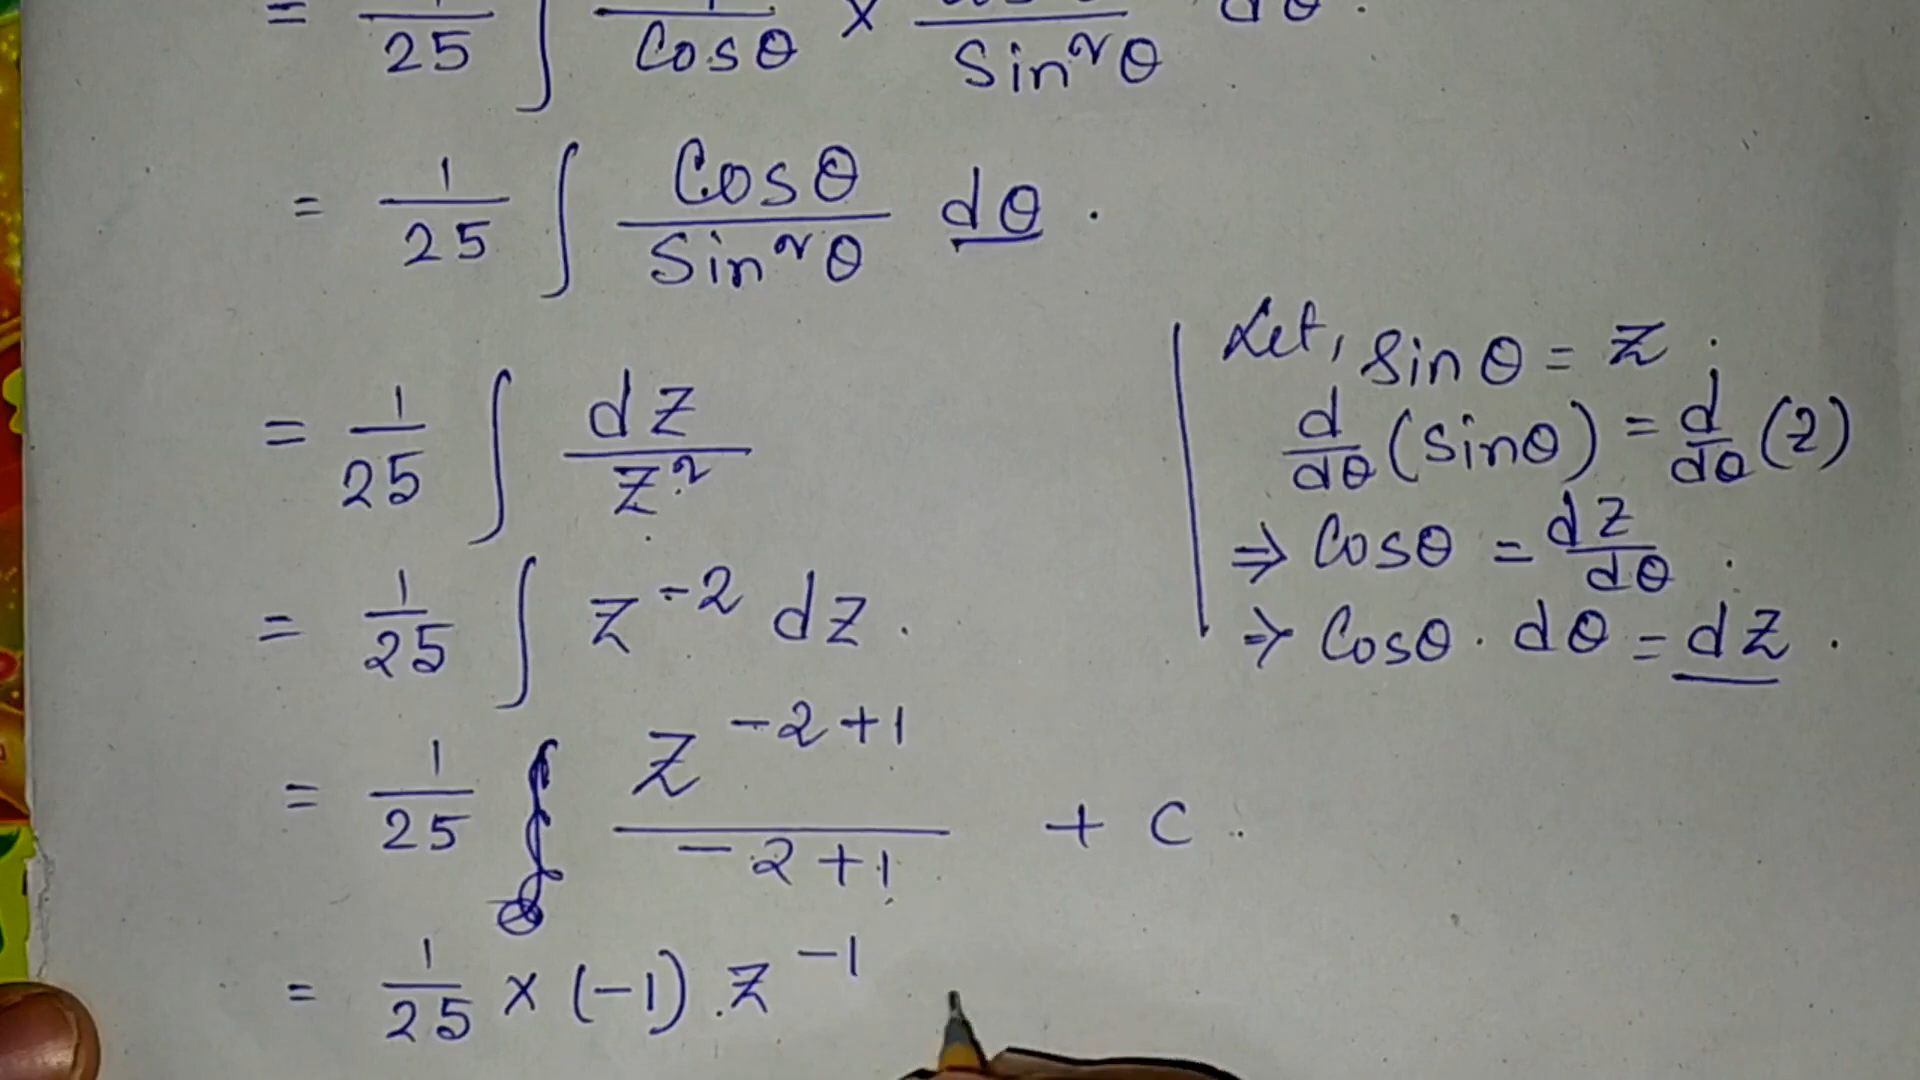 = 1/25 ∫ 1/Cosθ × /Sin²θ dθ.
= 1/25 ∫ Cosθ/Sin²θ dθ.
Let, Sinθ = z.
d/dθ (Sinθ) = d/dθ (z)
= 1/25 ∫ dz/z²
⇒ Cosθ = dz/dθ.
= 1/25 ∫ z⁻² dz.
⇒ Cosθ . dθ = dz.
= 1/25 z⁻²⁺¹/-2+1 + C.
= 1/25 × (-1) . z⁻¹